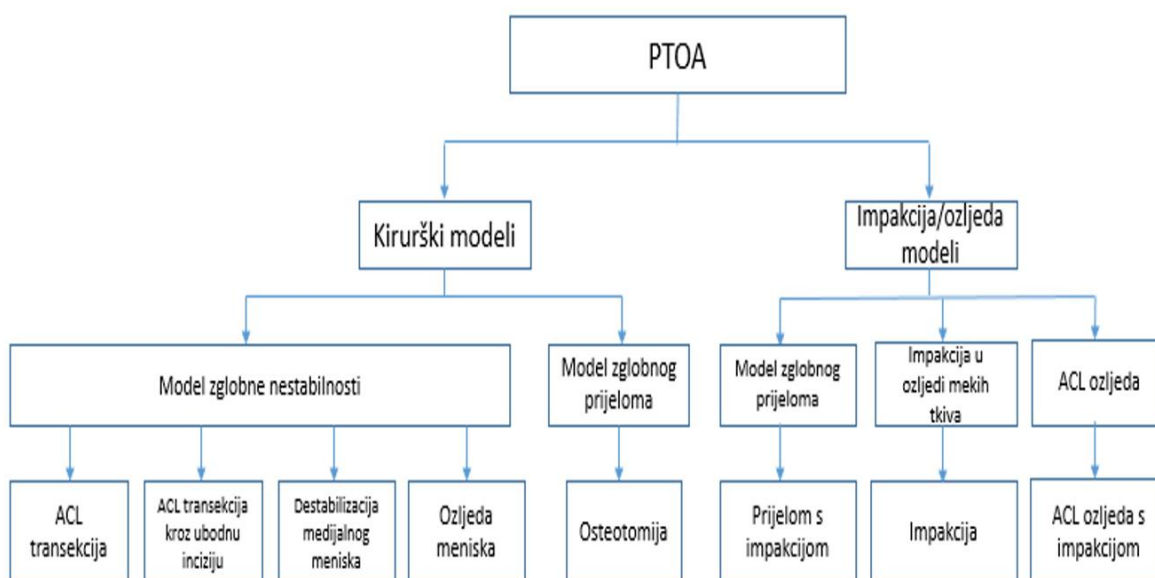 PTOA
Kirurški modeli
Impakcija/ozljeda
modeli
Model zglobne nestabilnosti
Model zglobnog
prijeloma
Model zglobnog
prijeloma
Impakcija u
ozljedi mekih
tkiva
ACL ozljeda
ACL
transekcija
ACL transekcija
kroz ubodnu
inciziju
Destabilizacija
medijalnog
meniska
Ozljeda
meniska
Osteotomija
Prijelom s
impakcijom
Impakcija
ACL ozljeda s
impakcijom